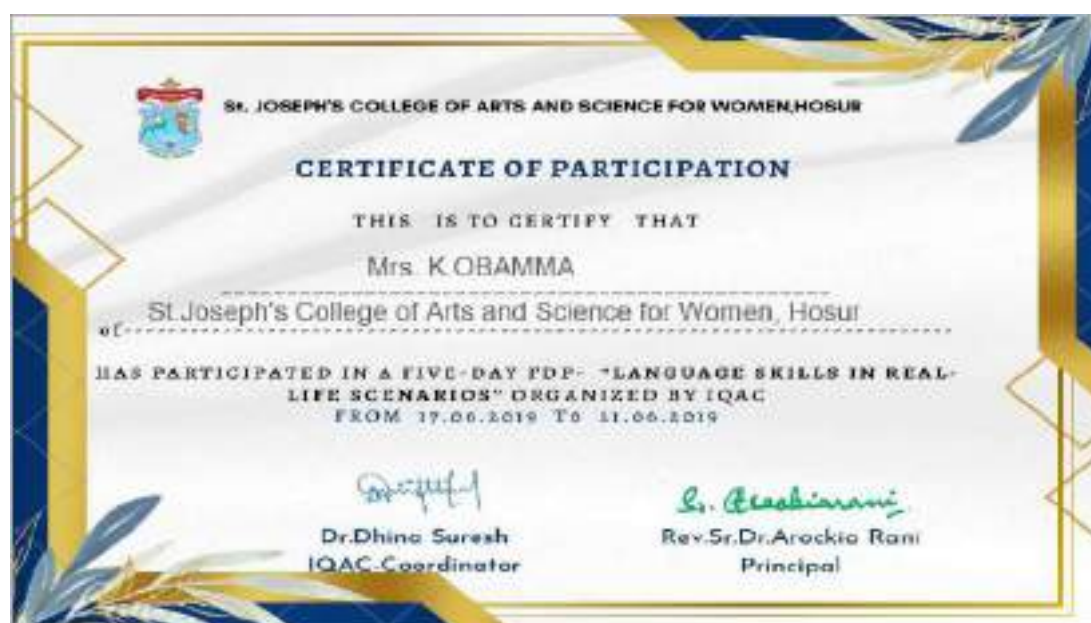 St. JOSEPH'S COLLEGE OF ARTS AND SCIENCE FOR WOMEN,HOSUR
CERTIFICATE OF PARTICIPATION
THIS IS TO CERTIFY THAT
Mrs. K.OBAMMA
of St.Joseph's College of Arts and Science for Women, Hosur
HAS PARTICIPATED IN A FIVE-DAY FDP- "LANGUAGE SKILLS IN REAL-
LIFE SCENARIOS" ORGANIZED BY IQAC
FROM 17.06.2019 TO 21.06.2019
Sr. Arockiarani
Dr.Dhina Suresh Rev.Sr.Dr.Arockia Rani
IQAC-Coordinator Principal